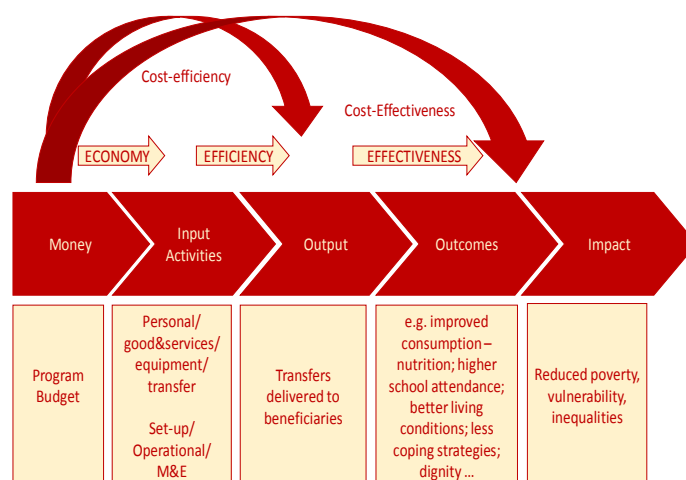 Cost-efficiency
Cost-Effectiveness
ECONOMY
EFFICIENCY
EFFECTIVENESS
Money
Input
Activities
Output
Outcomes
Impact
Program
Budget
Personal/
good&services/
equipment/
transfer
Set-up/
Operational/
M&E
Transfers
delivered to
beneficiaries
e.g. improved
consumption–
nutrition; higher
school attendance;
better living
conditions; less
coping strategies;
dignity ...
Reduced poverty,
vulnerability,
inequalities